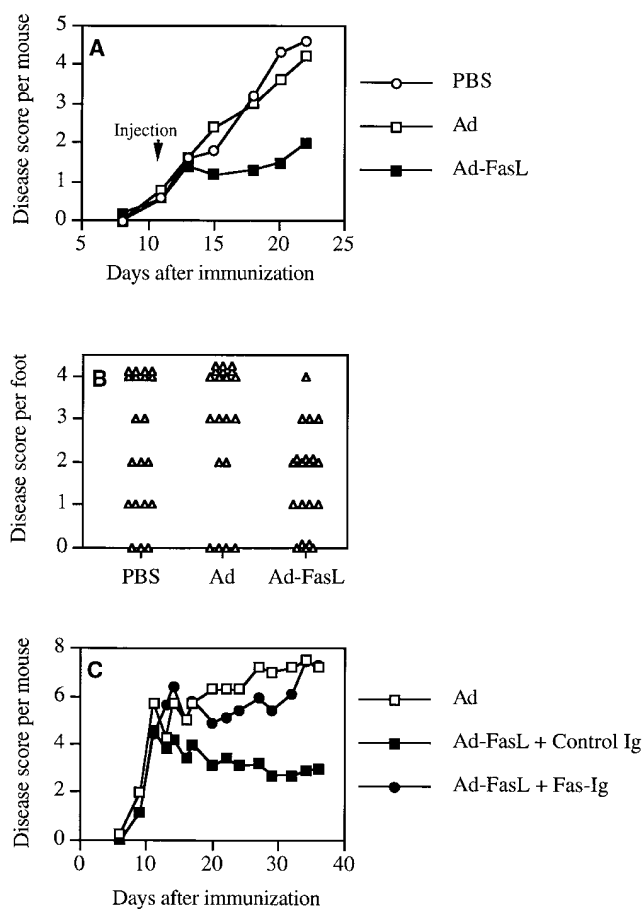 A
Disease score per mouse
5
4
3
2
1
0
Injection
5 10 15 20 25
Days after immunization
PBS
Ad
Ad-FasL
B
Disease score per foot
4
3
2
1
0
PBS Ad Ad-FasL
C
Disease score per mouse
8
6
4
2
0
0 10 20 30 40
Days after immunization
Ad
Ad-FasL + Control Ig
Ad-FasL + Fas-Ig